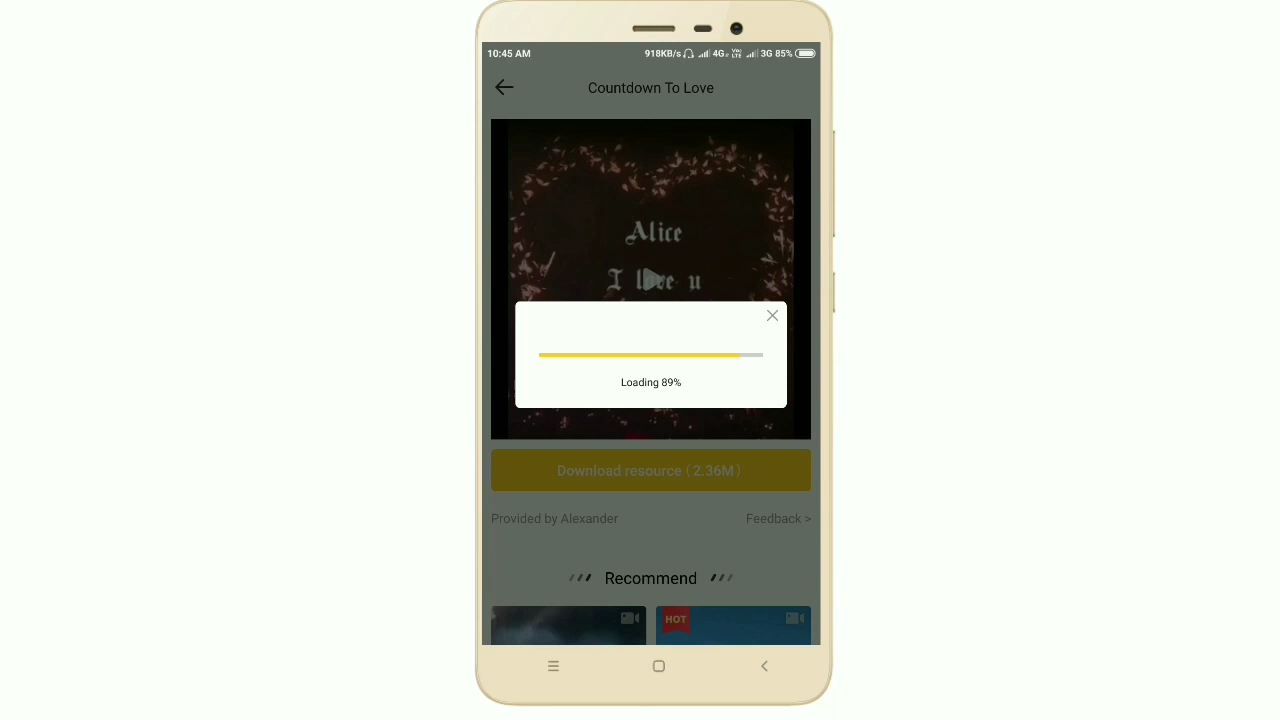 10:45 AM 918KB/s 4G VoLTE 3G 85%
Countdown To Love
Alice
I love u
Loading 89%
Download resource (2.36M)
Provided by Alexander Feedback >
Recommend
HOT